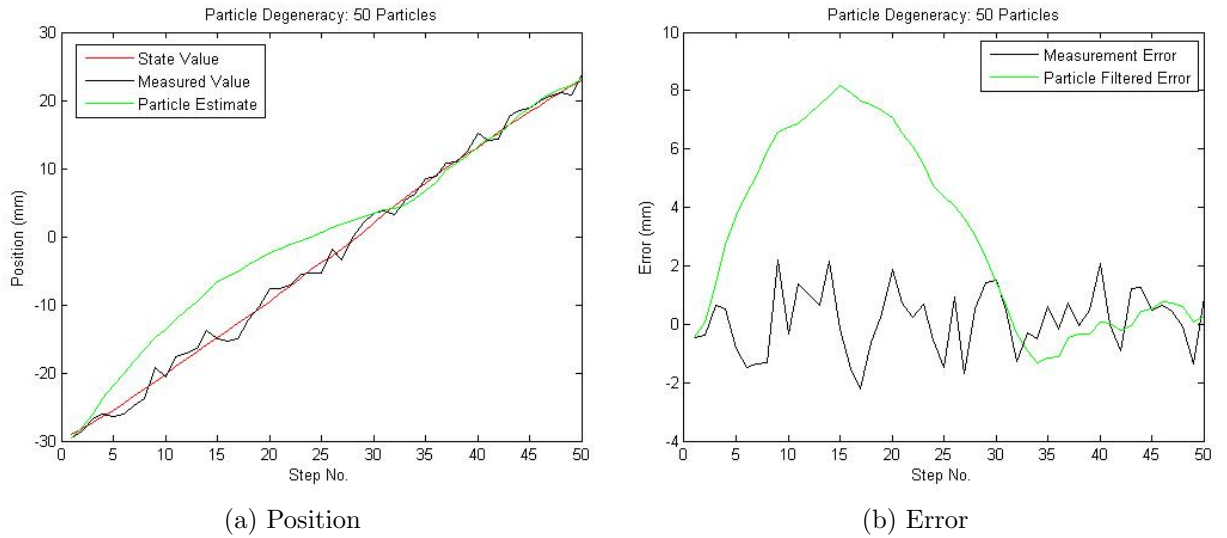 Particle Degeneracy: 50 Particles
30
20
10
0
-10
-20
-30
0 5 10 15 20 25 30 35 40 45 50
Position (mm)
Step No.
State Value
Measured Value
Particle Estimate
(a) Position
Particle Degeneracy: 50 Particles
10
8
6
4
2
0
-2
-4
0 5 10 15 20 25 30 35 40 45 50
Error (mm)
Step No.
Measurement Error
Particle Filtered Error
(b) Error